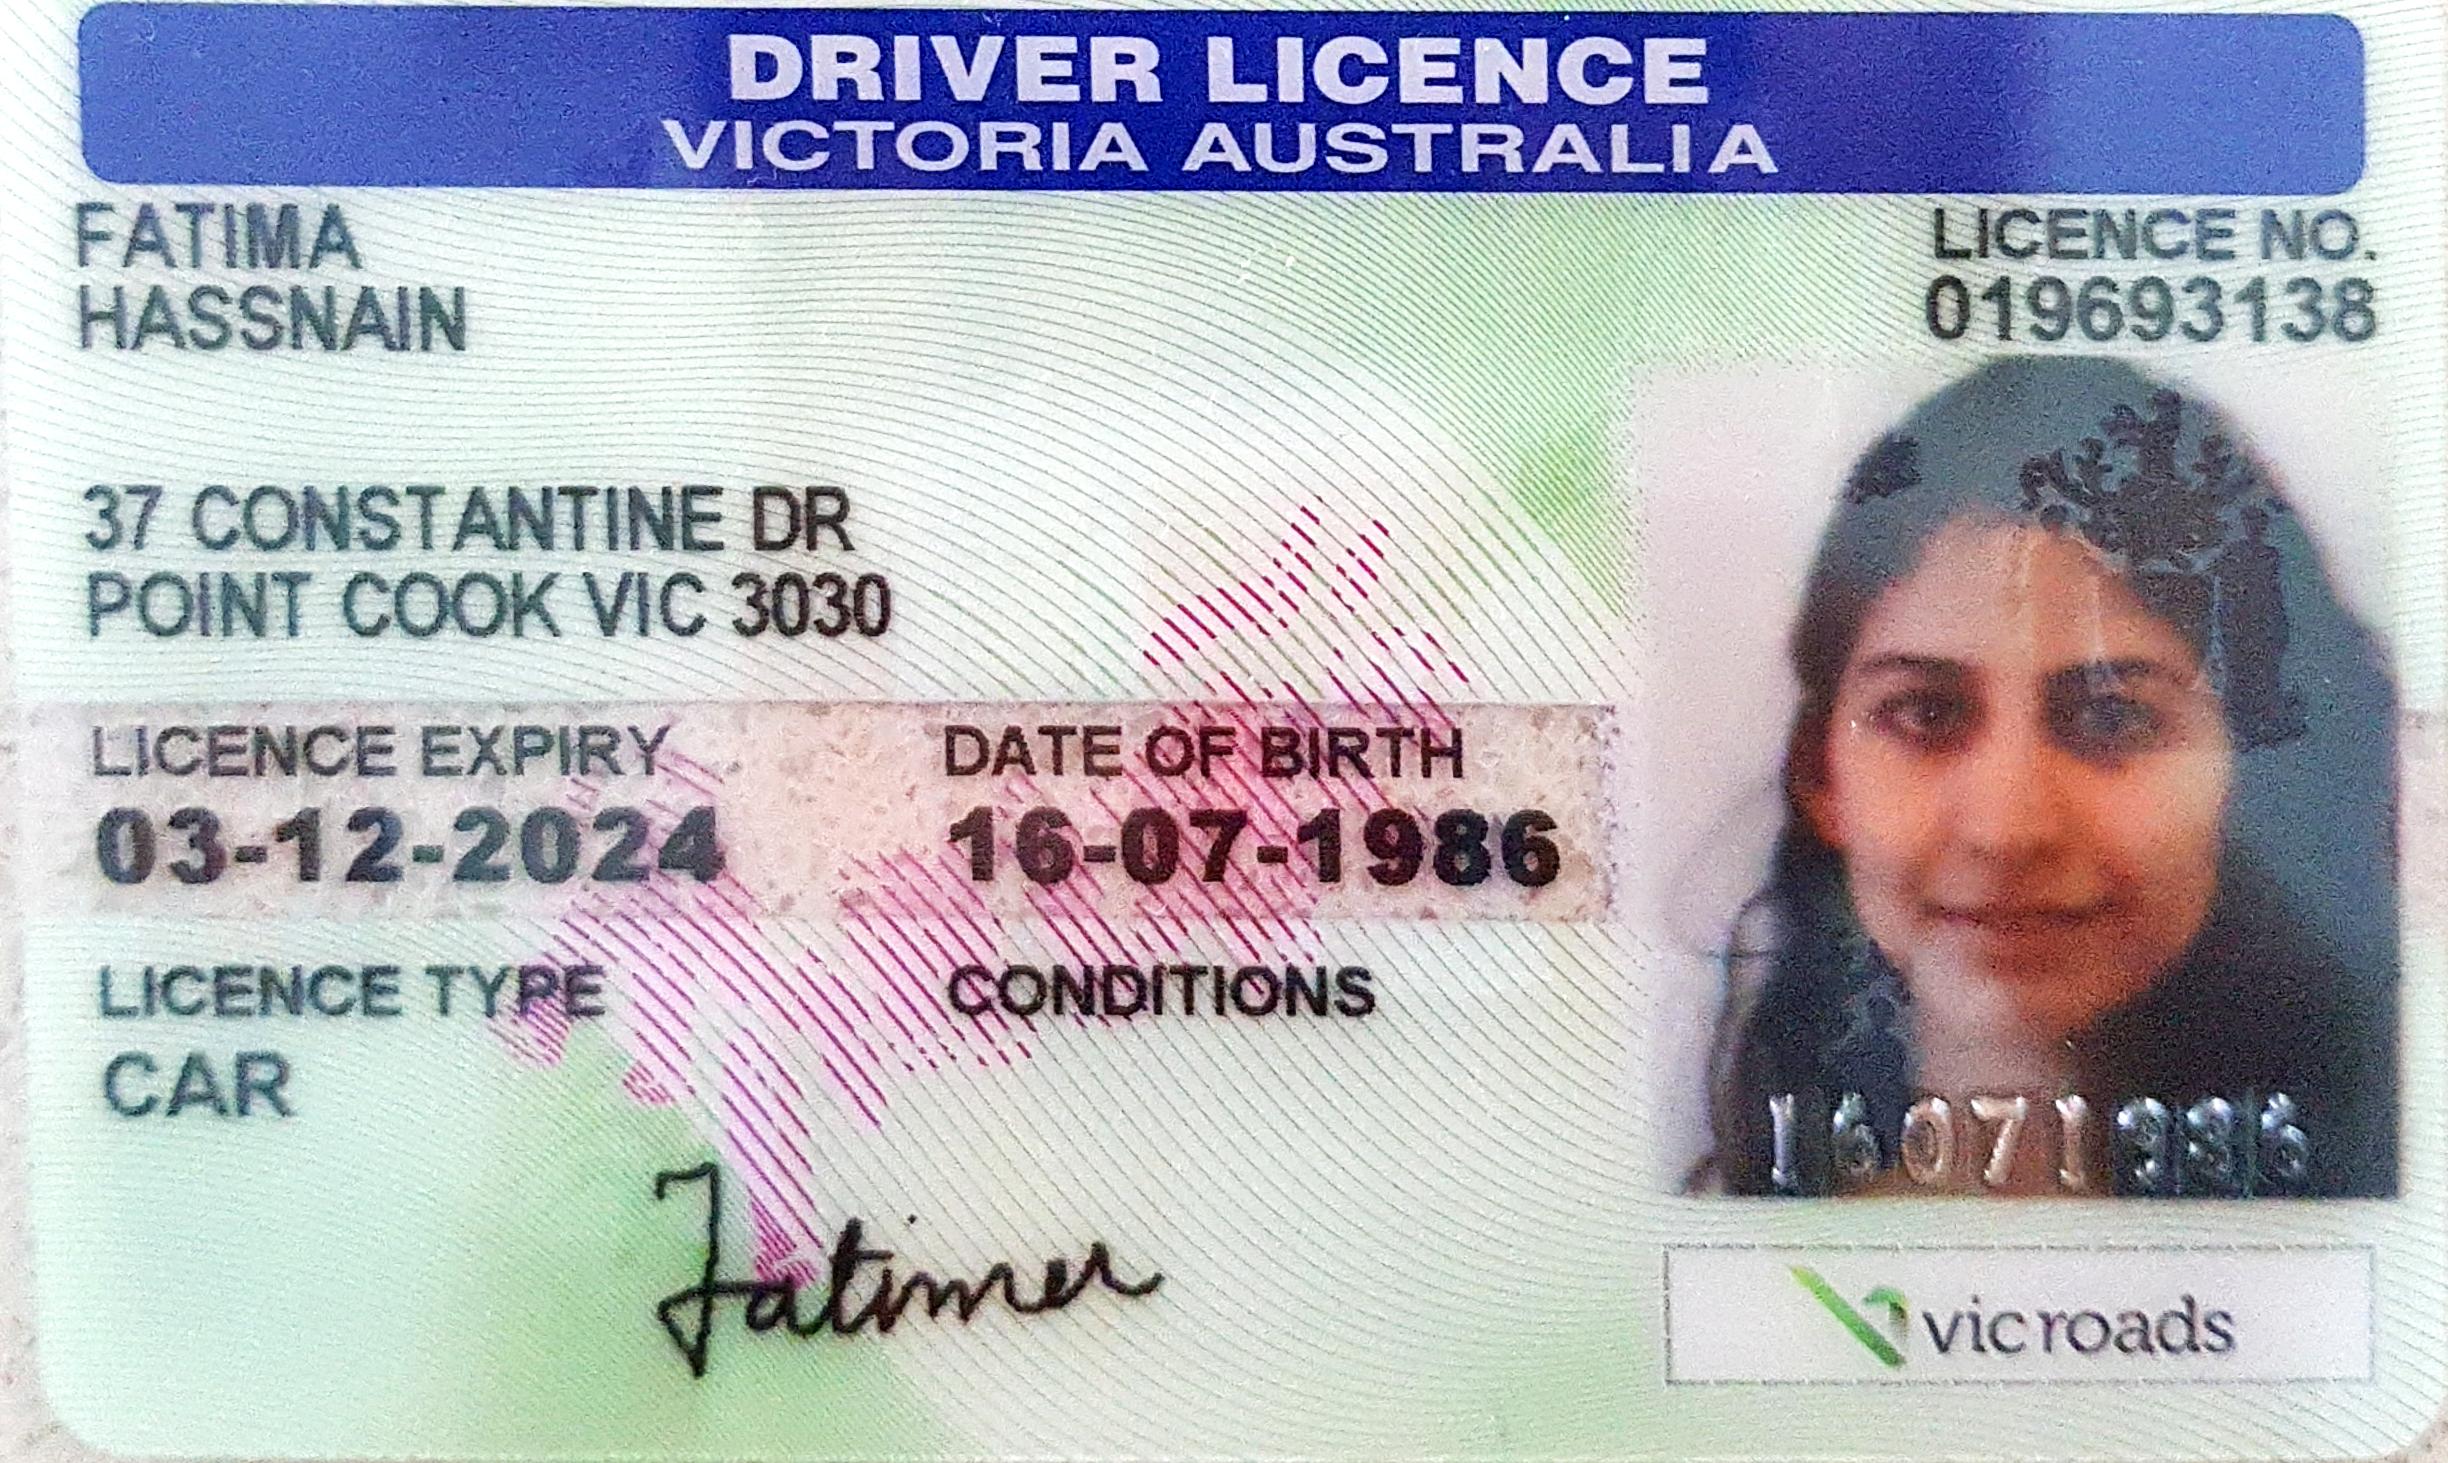 DRIVER LICENCE
VICTORIA AUSTRALIA
FATIMA
HASSNAIN
LICENCE NO.
019693138
37 CONSTANTINE DR
POINT COOK VIC 3030
LICENCE EXPIRY
03-12-2024
DATE OF BIRTH
16-07-1986
LICENCE TYPE
CAR
CONDITIONS
16071986
Fatimer
vicroads